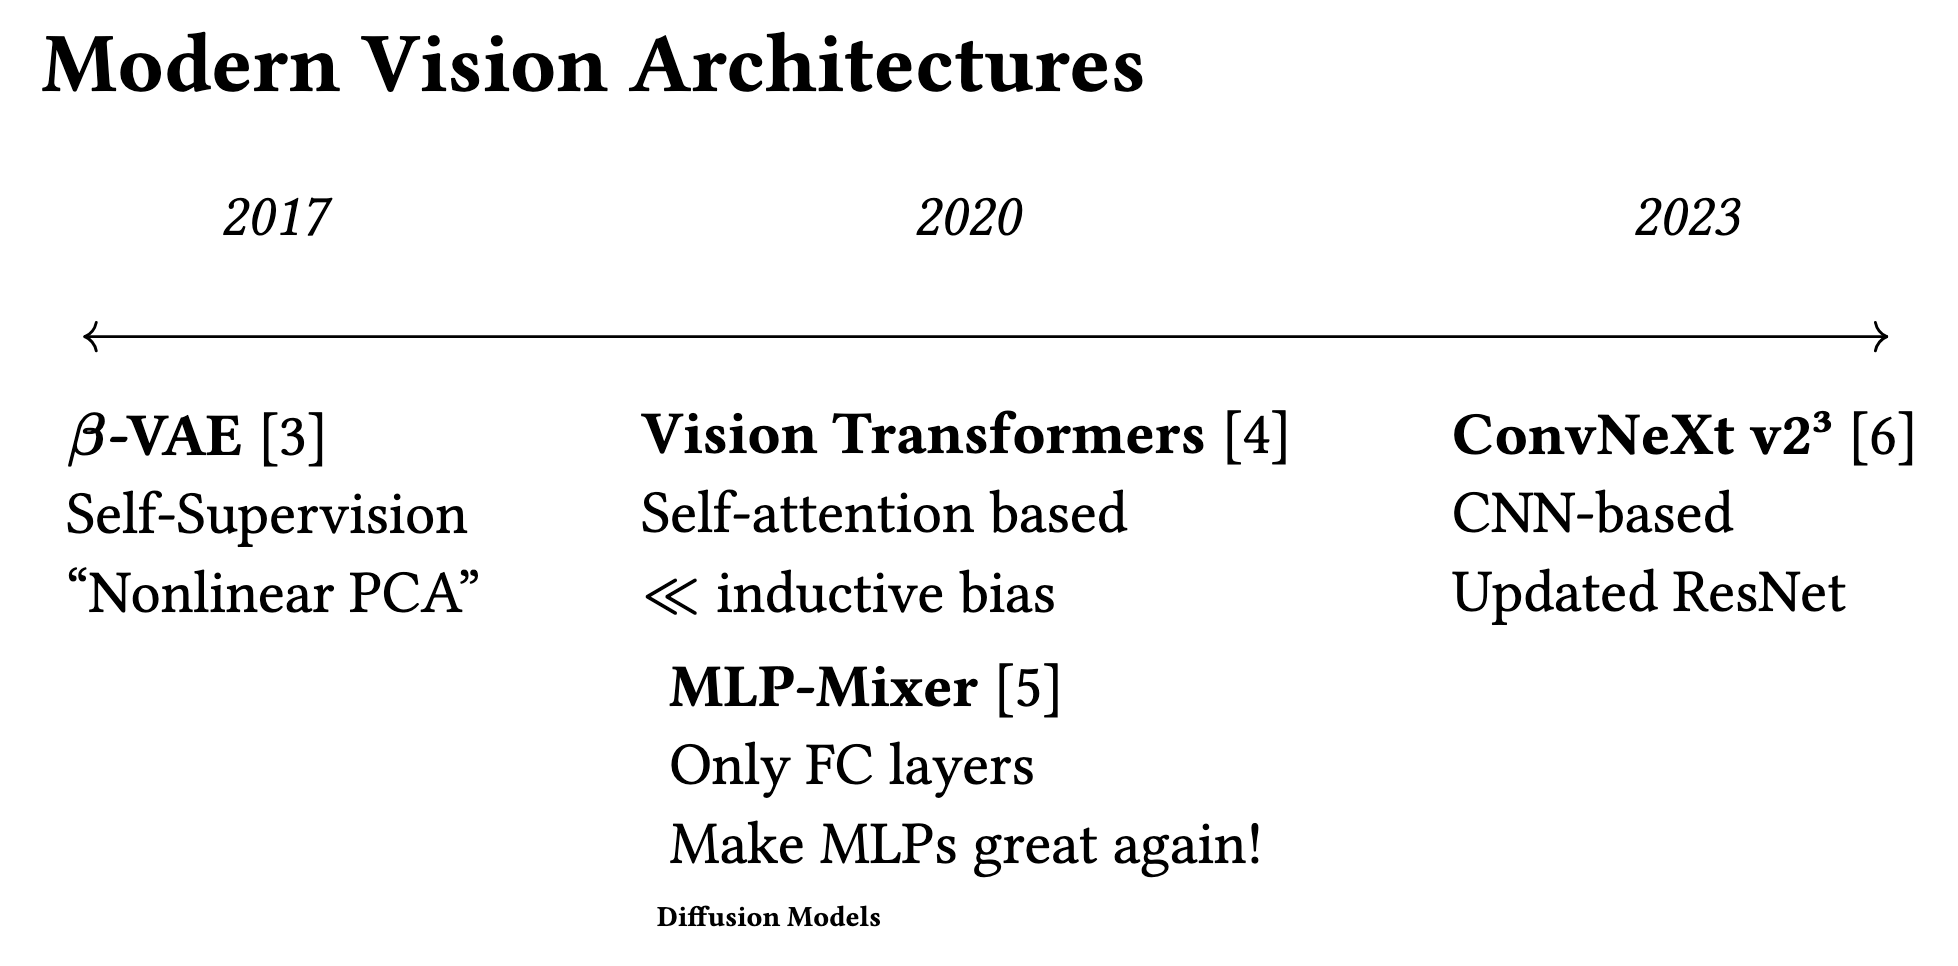 Modern Vision Architectures
2017
2020
2023
β-VAE [3]
Self-Supervision
“Nonlinear PCA”
Vision Transformers [4]
Self-attention based
≪ inductive bias
MLP-Mixer [5]
Only FC layers
Make MLPs great again!
Diffusion Models
ConvNeXt v2³ [6]
CNN-based
Updated ResNet